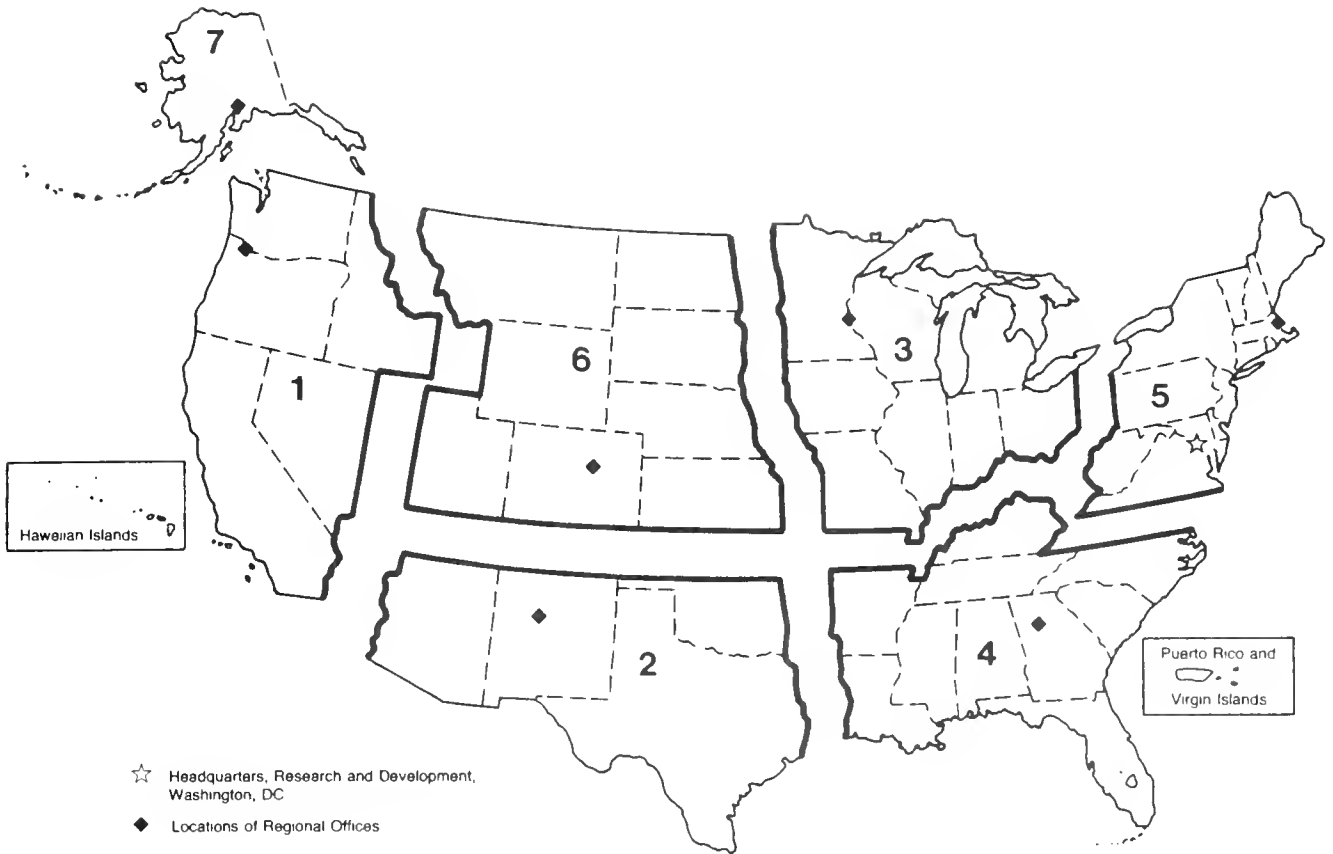 7
6
3
1
5
Hawaiian Islands
2
4
Puerto Rico and
Virgin Islands
☆ Headquarters, Research and Development,
Washington, DC
◆ Locations of Regional Offices